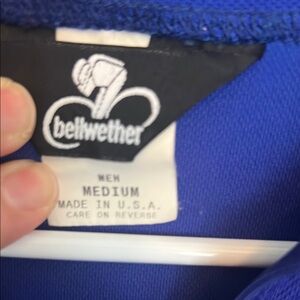 bellwether
MEN
MEDIUM
MADE IN U.S.A.
CARE ON REVERSE